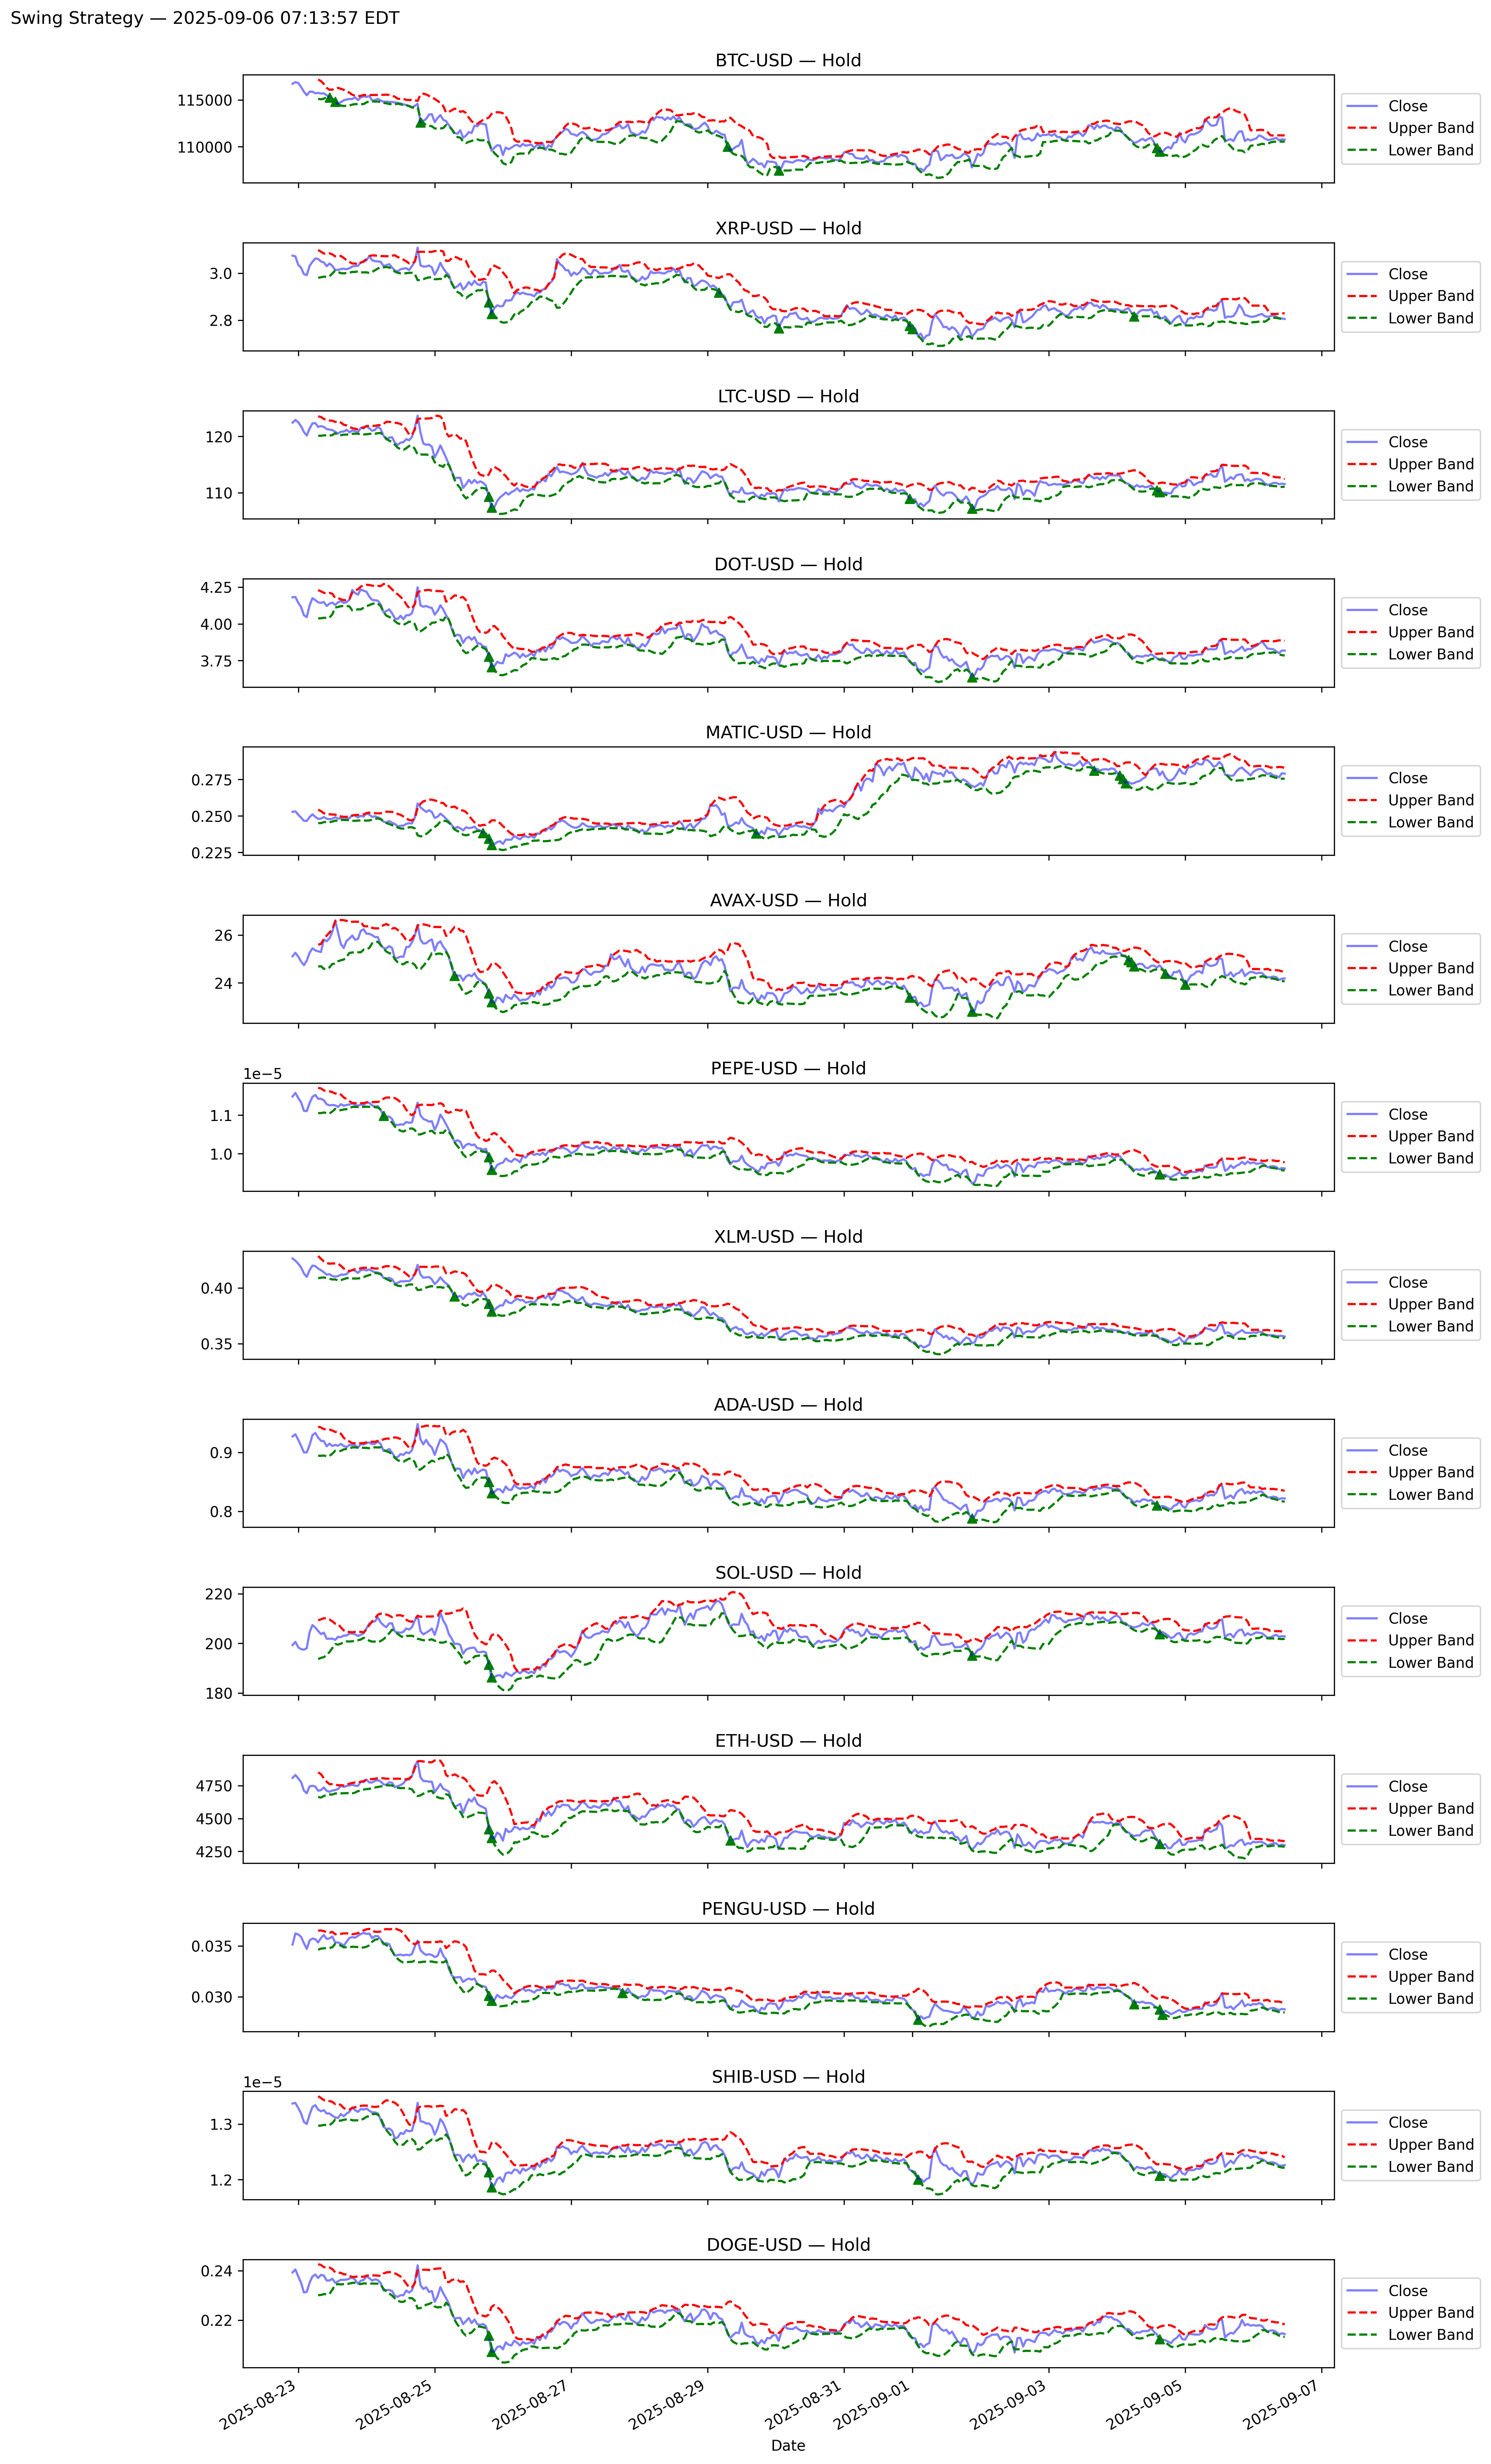 Swing Strategy — 2025-09-06 07:13:57 EDT
BTC-USD — Hold
115000
110000
Close
Upper Band
Lower Band
XRP-USD — Hold
3.0
2.8
Close
Upper Band
Lower Band
LTC-USD — Hold
120
110
Close
Upper Band
Lower Band
DOT-USD — Hold
4.25
4.00
3.75
Close
Upper Band
Lower Band
MATIC-USD — Hold
0.275
0.250
0.225
Close
Upper Band
Lower Band
AVAX-USD — Hold
26
24
Close
Upper Band
Lower Band
PEPE-USD — Hold
1e−5
1.1
1.0
Close
Upper Band
Lower Band
XLM-USD — Hold
0.40
0.35
Close
Upper Band
Lower Band
ADA-USD — Hold
0.9
0.8
Close
Upper Band
Lower Band
SOL-USD — Hold
220
200
180
Close
Upper Band
Lower Band
ETH-USD — Hold
4750
4500
4250
Close
Upper Band
Lower Band
PENGU-USD — Hold
0.035
0.030
Close
Upper Band
Lower Band
SHIB-USD — Hold
1e−5
1.3
1.2
Close
Upper Band
Lower Band
DOGE-USD — Hold
0.24
0.22
Close
Upper Band
Lower Band
2025-08-23
2025-08-25
2025-08-27
2025-08-29
2025-08-31
2025-09-01
2025-09-03
2025-09-05
2025-09-07
Date